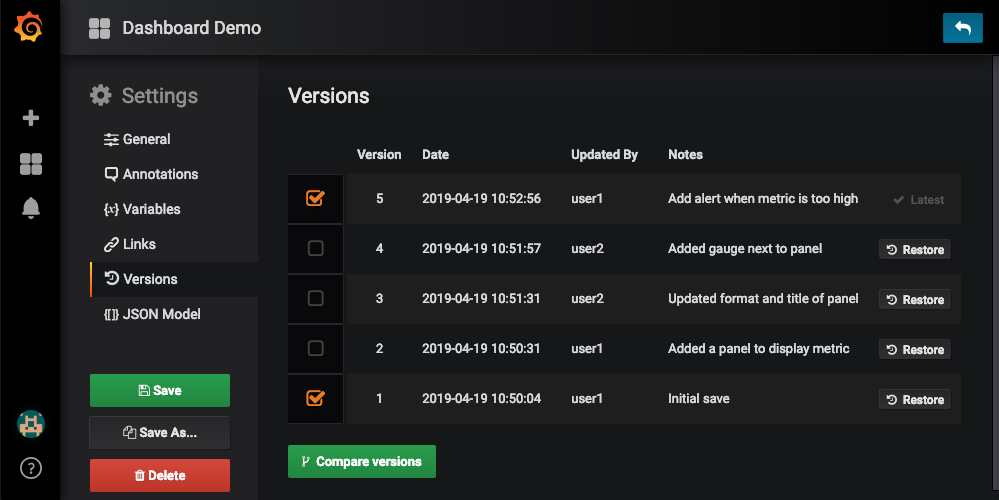 Dashboard Demo
Settings
General
Annotations
{x} Variables
Links
Versions
{[]} JSON Model
Save
Save As...
Delete
Versions
Version Date Updated By Notes
5 2019-04-19 10:52:56 user1 Add alert when metric is too high Latest
4 2019-04-19 10:51:57 user2 Added gauge next to panel Restore
3 2019-04-19 10:51:31 user2 Updated format and title of panel Restore
2 2019-04-19 10:50:31 user1 Added a panel to display metric Restore
1 2019-04-19 10:50:04 user1 Initial save Restore
Compare versions